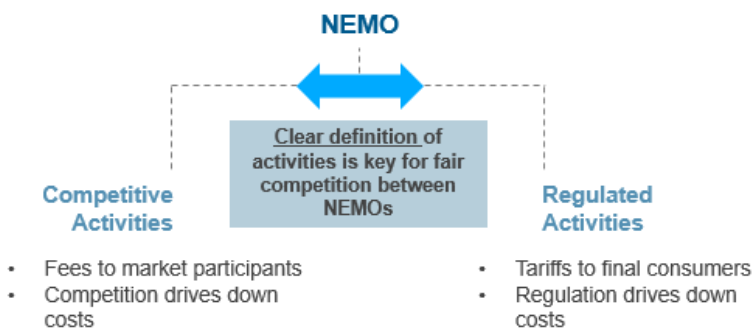 NEMO
Clear definition of
activities is key for fair
competition between
NEMOs
Competitive
Activities
• Fees to market participants
• Competition drives down
costs
Regulated
Activities
• Tariffs to final consumers
• Regulation drives down
costs